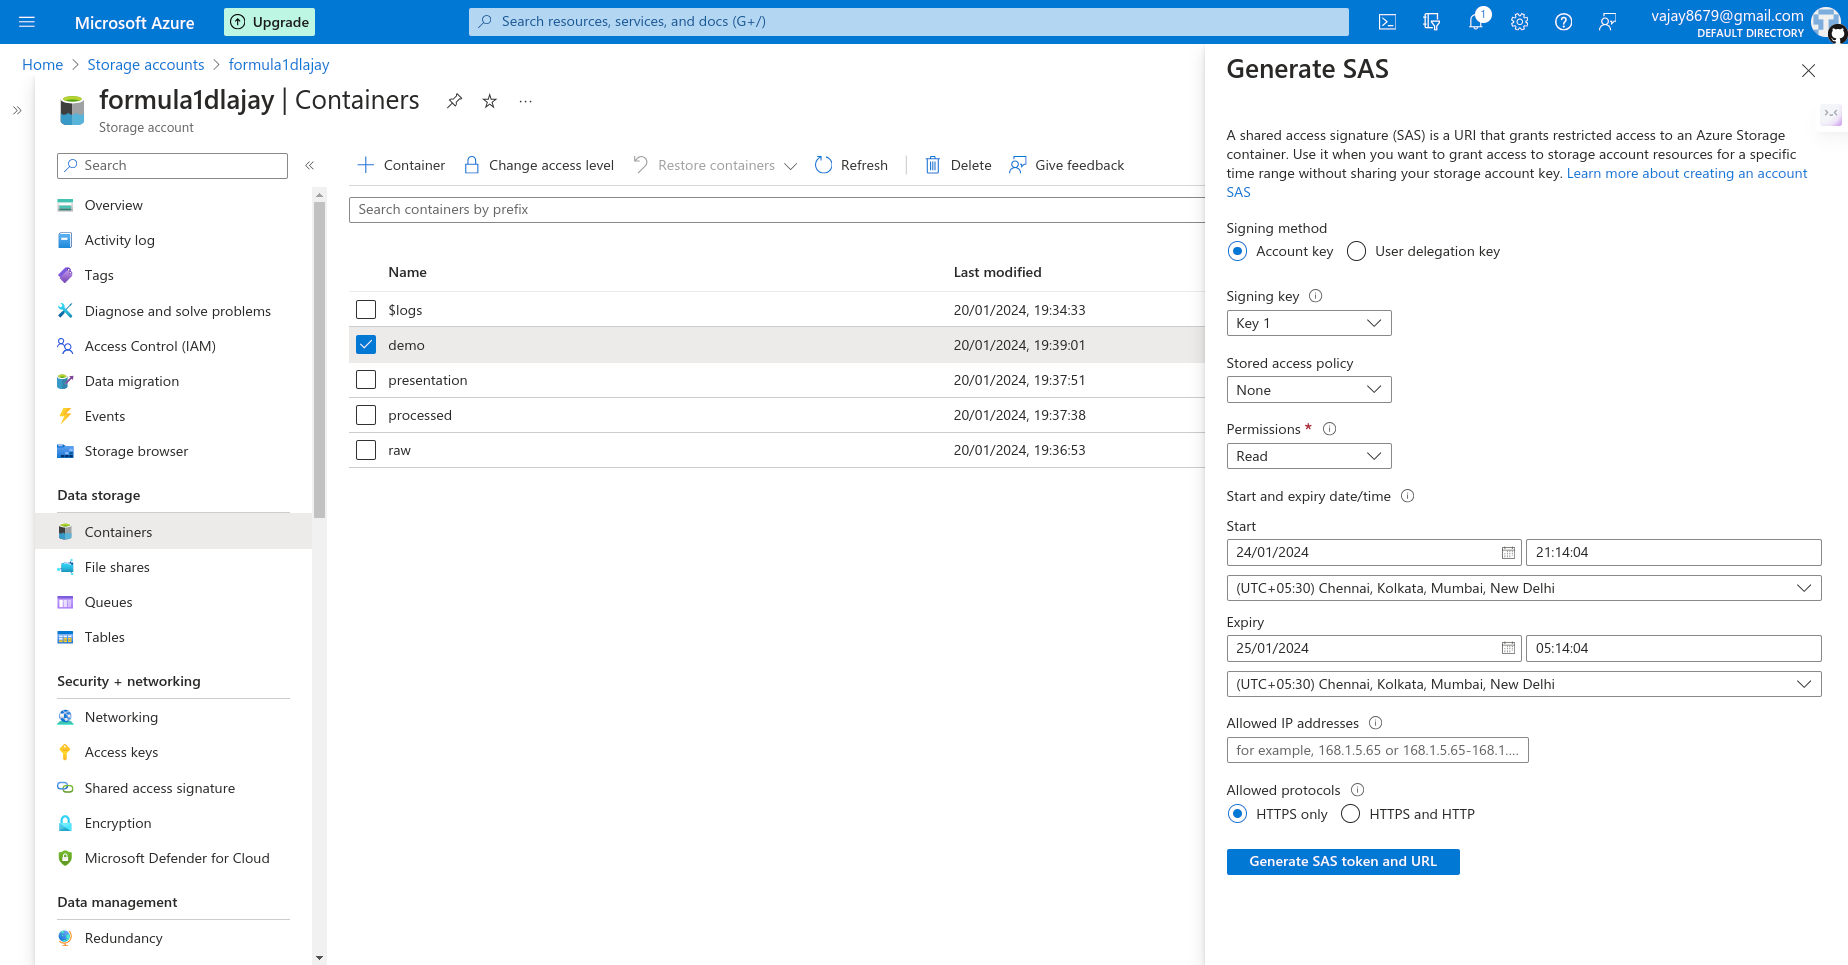 Microsoft Azure
Upgrade
Search resources, services, and docs (G+/)
1
vajay8679@gmail.com
DEFAULT DIRECTORY
Home > Storage accounts > formula1dlajay
formula1dlajay | Containers
Storage account
Search
Overview
Activity log
Tags
Diagnose and solve problems
Access Control (IAM)
Data migration
Events
Storage browser
Data storage
Containers
File shares
Queues
Tables
Security + networking
Networking
Access keys
Shared access signature
Encryption
Microsoft Defender for Cloud
Data management
Redundancy
Container Change access level Restore containers Refresh | Delete Give feedback
Search containers by prefix
Name Last modified
$logs 20/01/2024, 19:34:33
demo 20/01/2024, 19:39:01
presentation 20/01/2024, 19:37:51
processed 20/01/2024, 19:37:38
raw 20/01/2024, 19:36:53
Generate SAS
A shared access signature (SAS) is a URI that grants restricted access to an Azure Storage
container. Use it when you want to grant access to storage account resources for a specific
time range without sharing your storage account key. Learn more about creating an account
SAS
Signing method
Account key User delegation key
Signing key
Key 1
Stored access policy
None
Permissions *
Read
Start and expiry date/time
Start
24/01/2024 21:14:04
(UTC+05:30) Chennai, Kolkata, Mumbai, New Delhi
Expiry
25/01/2024 05:14:04
(UTC+05:30) Chennai, Kolkata, Mumbai, New Delhi
Allowed IP addresses
for example, 168.1.5.65 or 168.1.5.65-168.1....
Allowed protocols
HTTPS only HTTPS and HTTP
Generate SAS token and URL